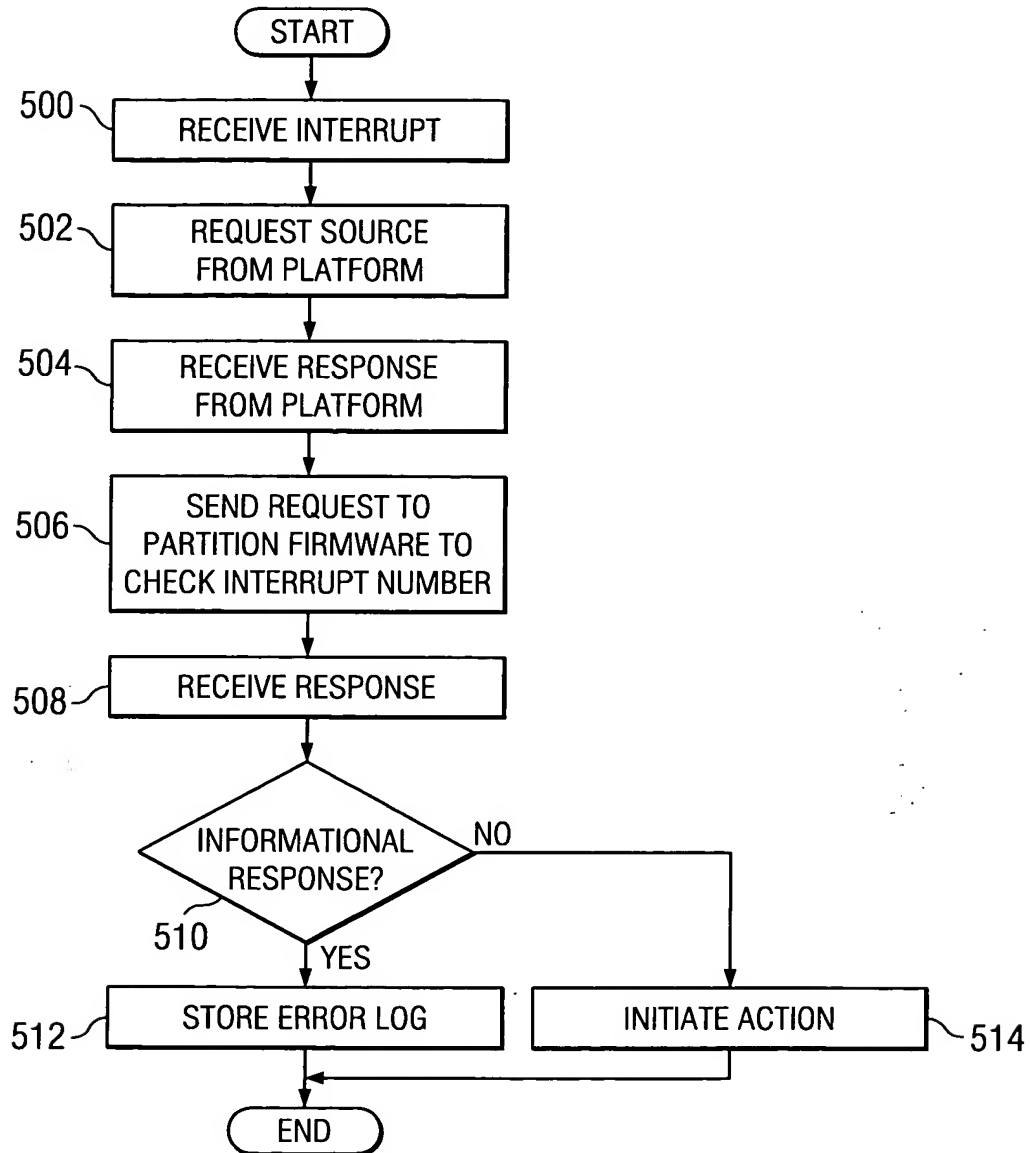 START
500
RECEIVE INTERRUPT
502
REQUEST SOURCE
FROM PLATFORM
504
RECEIVE RESPONSE
FROM PLATFORM
506
SEND REQUEST TO
PARTITION FIRMWARE TO
CHECK INTERRUPT NUMBER
508
RECEIVE RESPONSE
INFORMATIONAL
RESPONSE?
NO
510
YES
512
STORE ERROR LOG
INITIATE ACTION
514
END